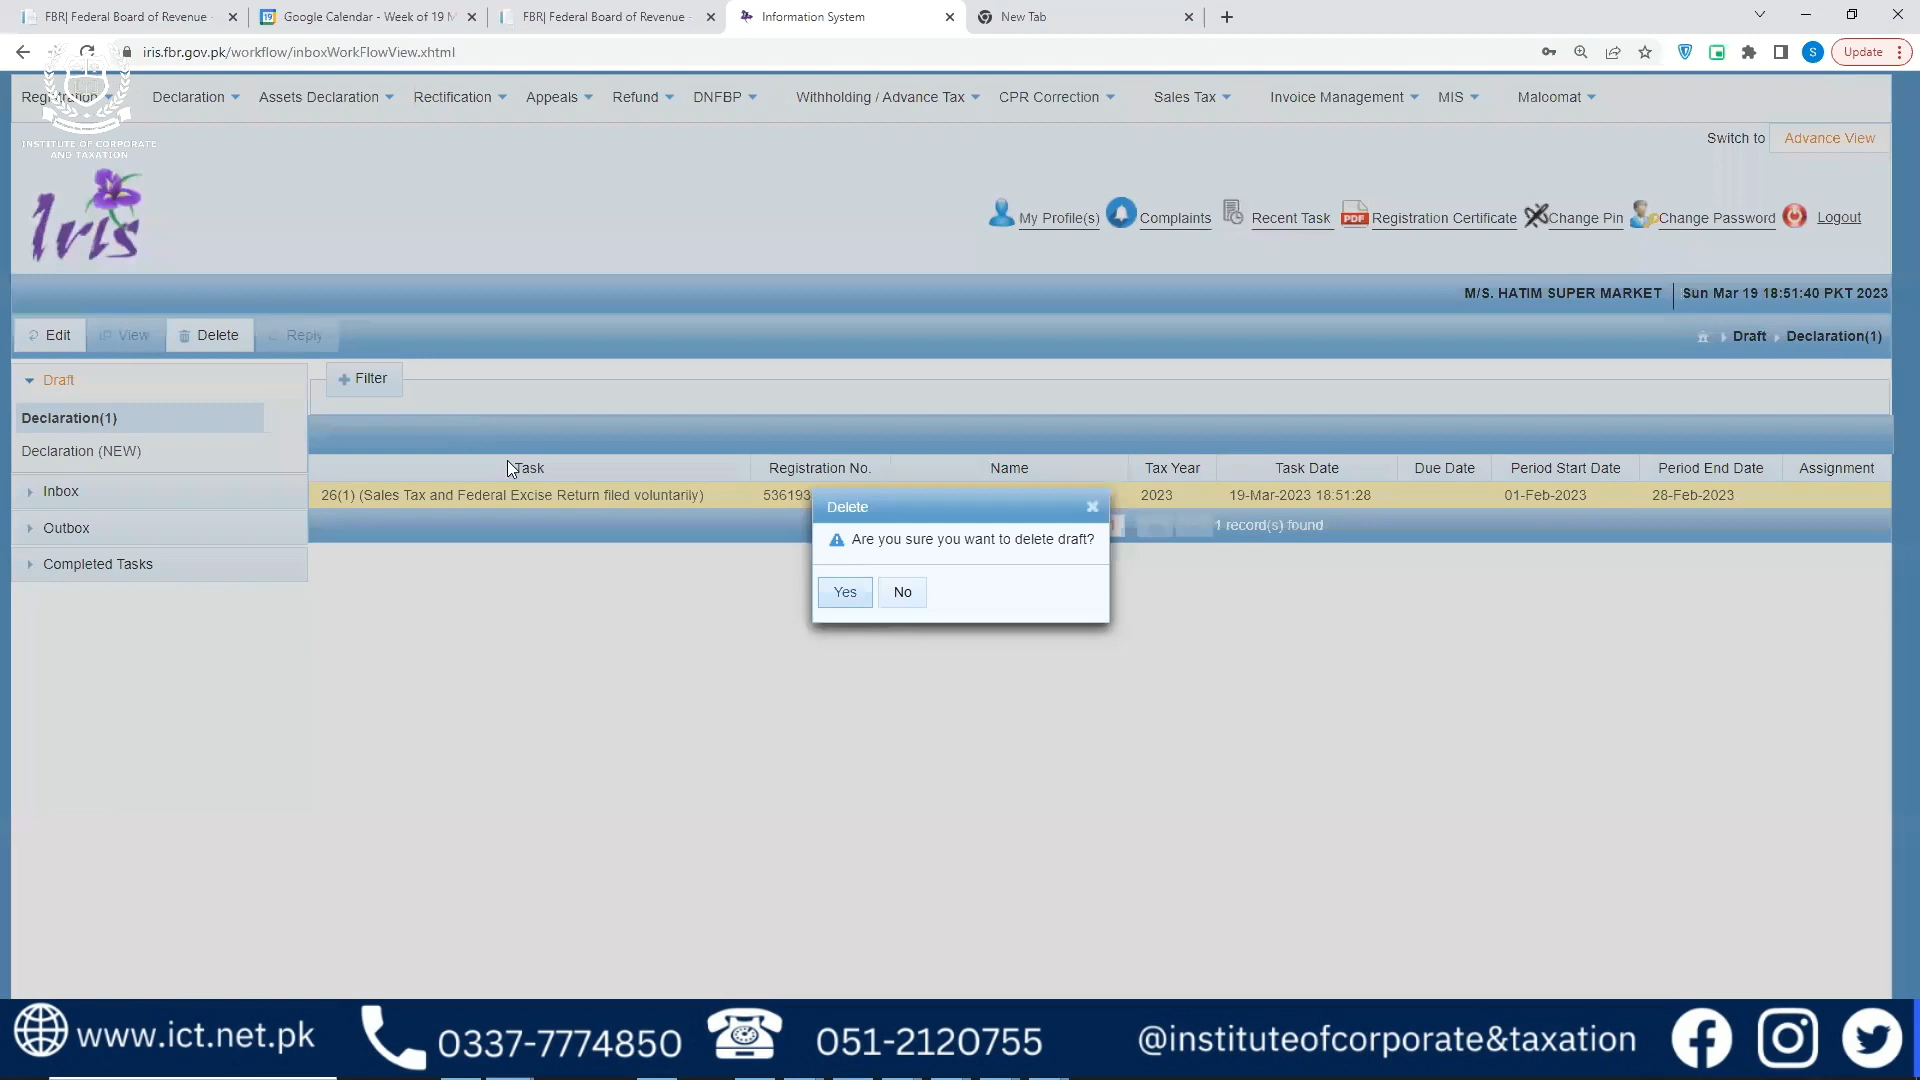 FBR| Federal Board of Revenue -
Google Calendar - Week of 19 M
FBR| Federal Board of Revenue -
Information System
New Tab
iris.fbr.gov.pk/workflow/inboxWorkFlowView.xhtml
S
Update
Registration
Declaration
Assets Declaration
Rectification
Appeals
Refund
DNFBP
Withholding / Advance Tax
CPR Correction
Sales Tax
Invoice Management
MIS
Maloomat
INSTITUTE OF CORPORATE
AND TAXATION
Switch to Advance View
Iris
My Profile(s)
Complaints
Recent Task
PDF
Registration Certificate
Change Pin
Change Password
Logout
M/S. HATIM SUPER MARKET
Sun Mar 19 18:51:40 PKT 2023
Edit
View
Delete
Reply
Draft
Declaration(1)
Draft
Declaration(1)
Declaration (NEW)
Inbox
Outbox
Completed Tasks
Filter
Task Registration No. Name Tax Year Task Date Due Date Period Start Date Period End Date Assignment
26(1) (Sales Tax and Federal Excise Return filed voluntarily) 536193 2023 19-Mar-2023 18:51:28 01-Feb-2023 28-Feb-2023
1 record(s) found
Delete
Are you sure you want to delete draft?
Yes
No
www.ict.net.pk
0337-7774850
051-2120755
@instituteofcorporate&taxation